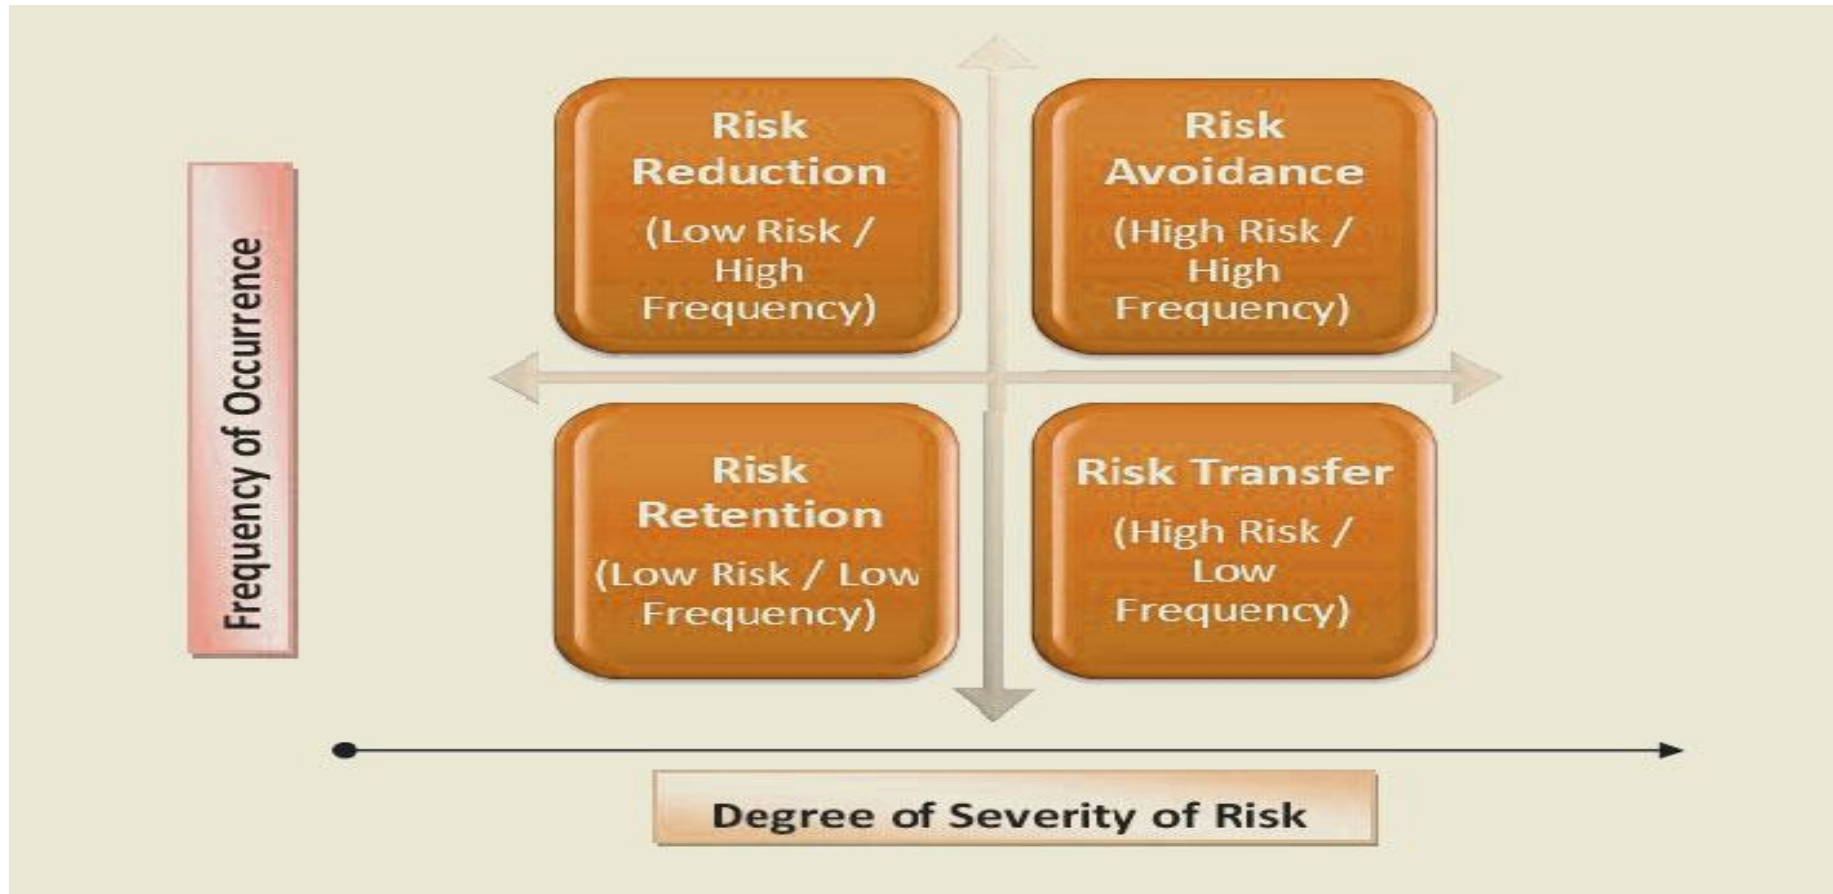 Frequency of Occurrence
Risk
Reduction
(Low Risk /
High
Frequency)
Risk
Avoidance
(High Risk /
High
Frequency)
Risk
Retention
(Low Risk / Low
Frequency)
Risk Transfer
(High Risk /
Low
Frequency)
Degree of Severity of Risk